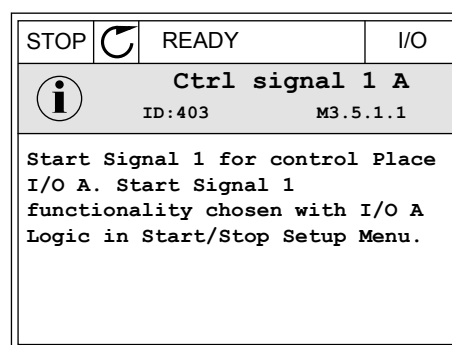 STOP READY I/O
Ctrl signal 1 A
ID:403 M3.5.1.1
Start Signal 1 for control Place
I/O A. Start Signal 1
functionality chosen with I/O A
Logic in Start/Stop Setup Menu.